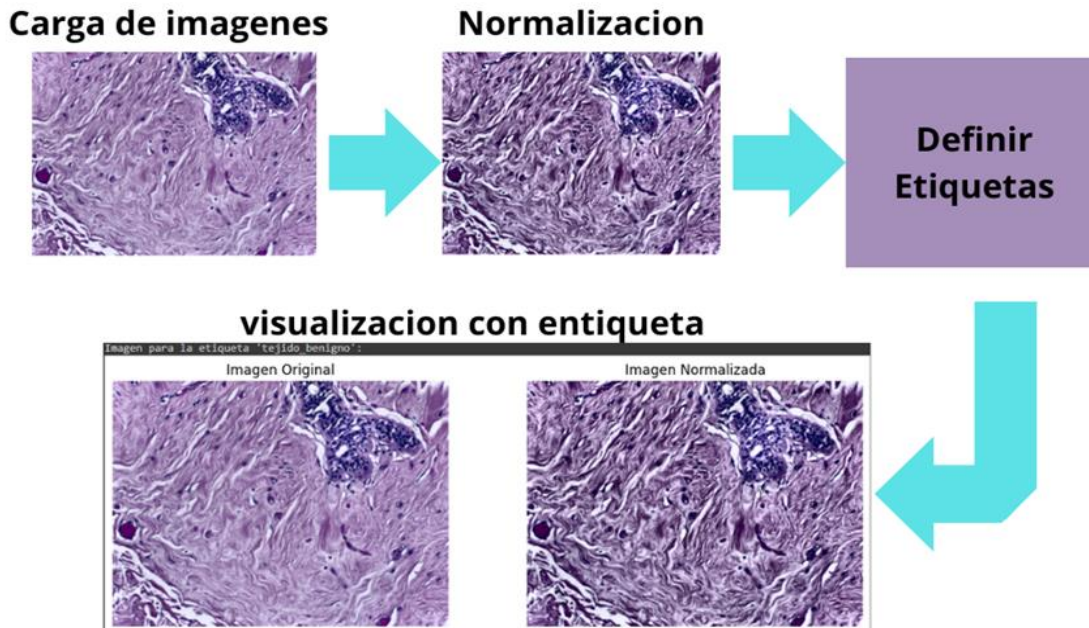 Carga de imagenes
Normalizacion
Definir
Etiquetas
visualizacion con entiqueta
Imagen para la etiqueta 'tejido_benigno':
Imagen Original
Imagen Normalizada